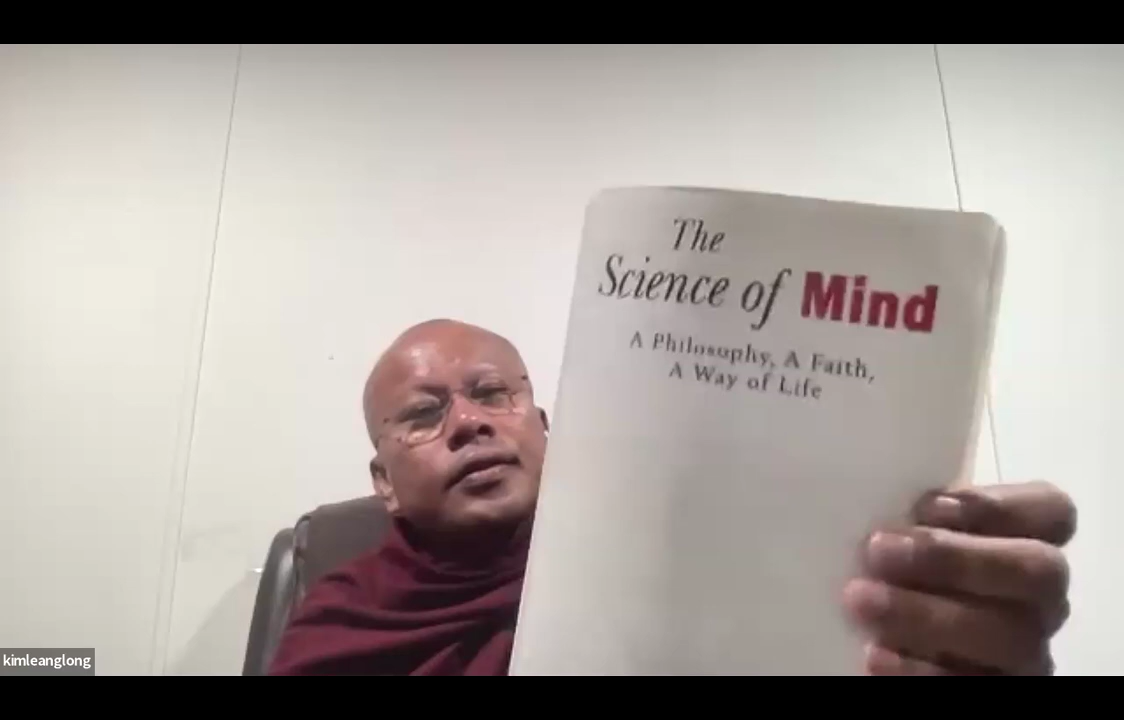 The
Science of Mind
A Philosophy, A Faith,
A Way of Life
kimleanglong